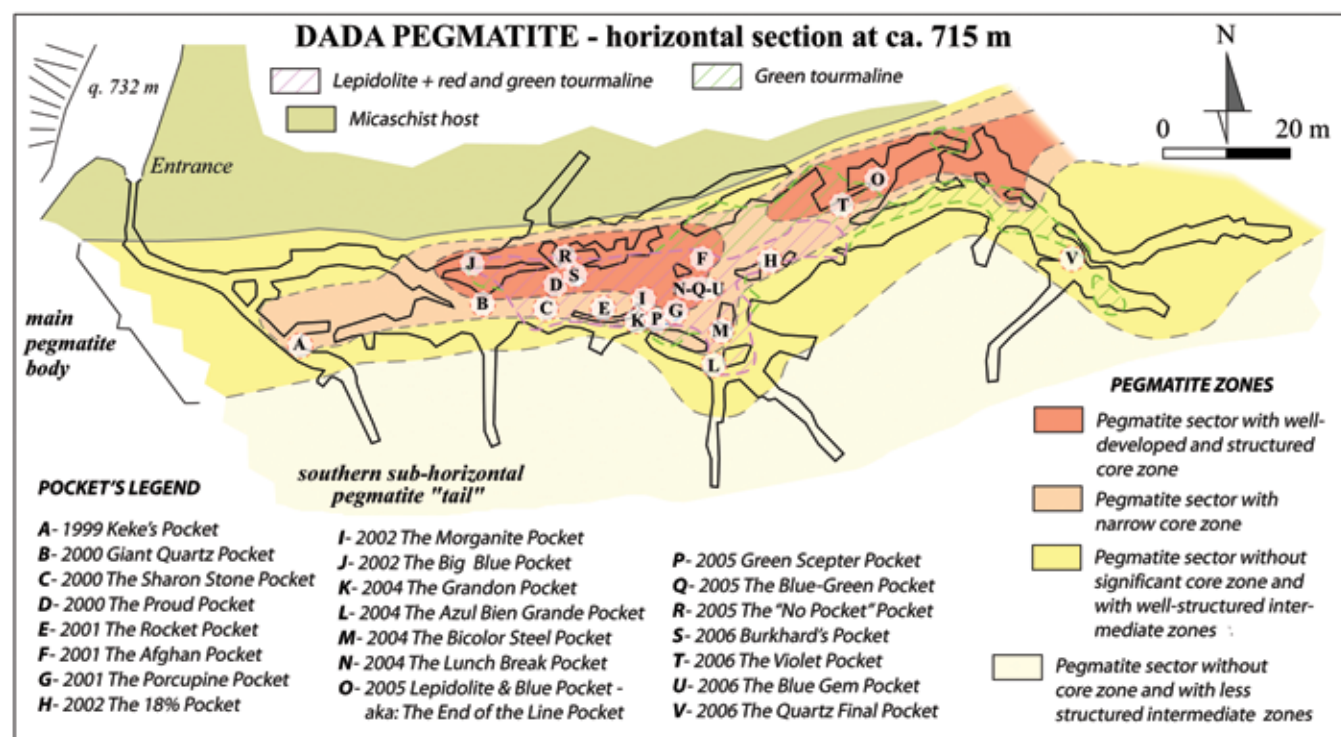 DADA PEGMATITE - horizontal section at ca. 715 m
Lepidolite + red and green tourmaline
Green tourmaline
Micaschist host
q. 732 m
Entrance
N
0 20 m
O
T
J
R
S
F
H
V
D
N-Q-U
B
C
E
I
G
K
P
M
A
L
main
pegmatite
body
southern sub-horizontal
pegmatite "tail"
POCKET'S LEGEND
A- 1999 Keke's Pocket
B- 2000 Giant Quartz Pocket
C- 2000 The Sharon Stone Pocket
D- 2000 The Proud Pocket
E- 2001 The Rocket Pocket
F- 2001 The Afghan Pocket
G- 2001 The Porcupine Pocket
H- 2002 The 18% Pocket
I- 2002 The Morganite Pocket
J- 2002 The Big Blue Pocket
K- 2004 The Grandon Pocket
L- 2004 The Azul Bien Grande Pocket
M- 2004 The Bicolor Steel Pocket
N- 2004 The Lunch Break Pocket
O- 2005 Lepidolite & Blue Pocket -
aka: The End of the Line Pocket
P- 2005 Green Scepter Pocket
Q- 2005 The Blue-Green Pocket
R- 2005 The "No Pocket" Pocket
S- 2006 Burkhard's Pocket
T- 2006 The Violet Pocket
U- 2006 The Blue Gem Pocket
V- 2006 The Quartz Final Pocket
PEGMATITE ZONES
Pegmatite sector with well-
developed and structured
core zone
Pegmatite sector with
narrow core zone
Pegmatite sector without
significant core zone and
with well-structured inter-
mediate zones
Pegmatite sector without
core zone and with less
structured intermediate zones